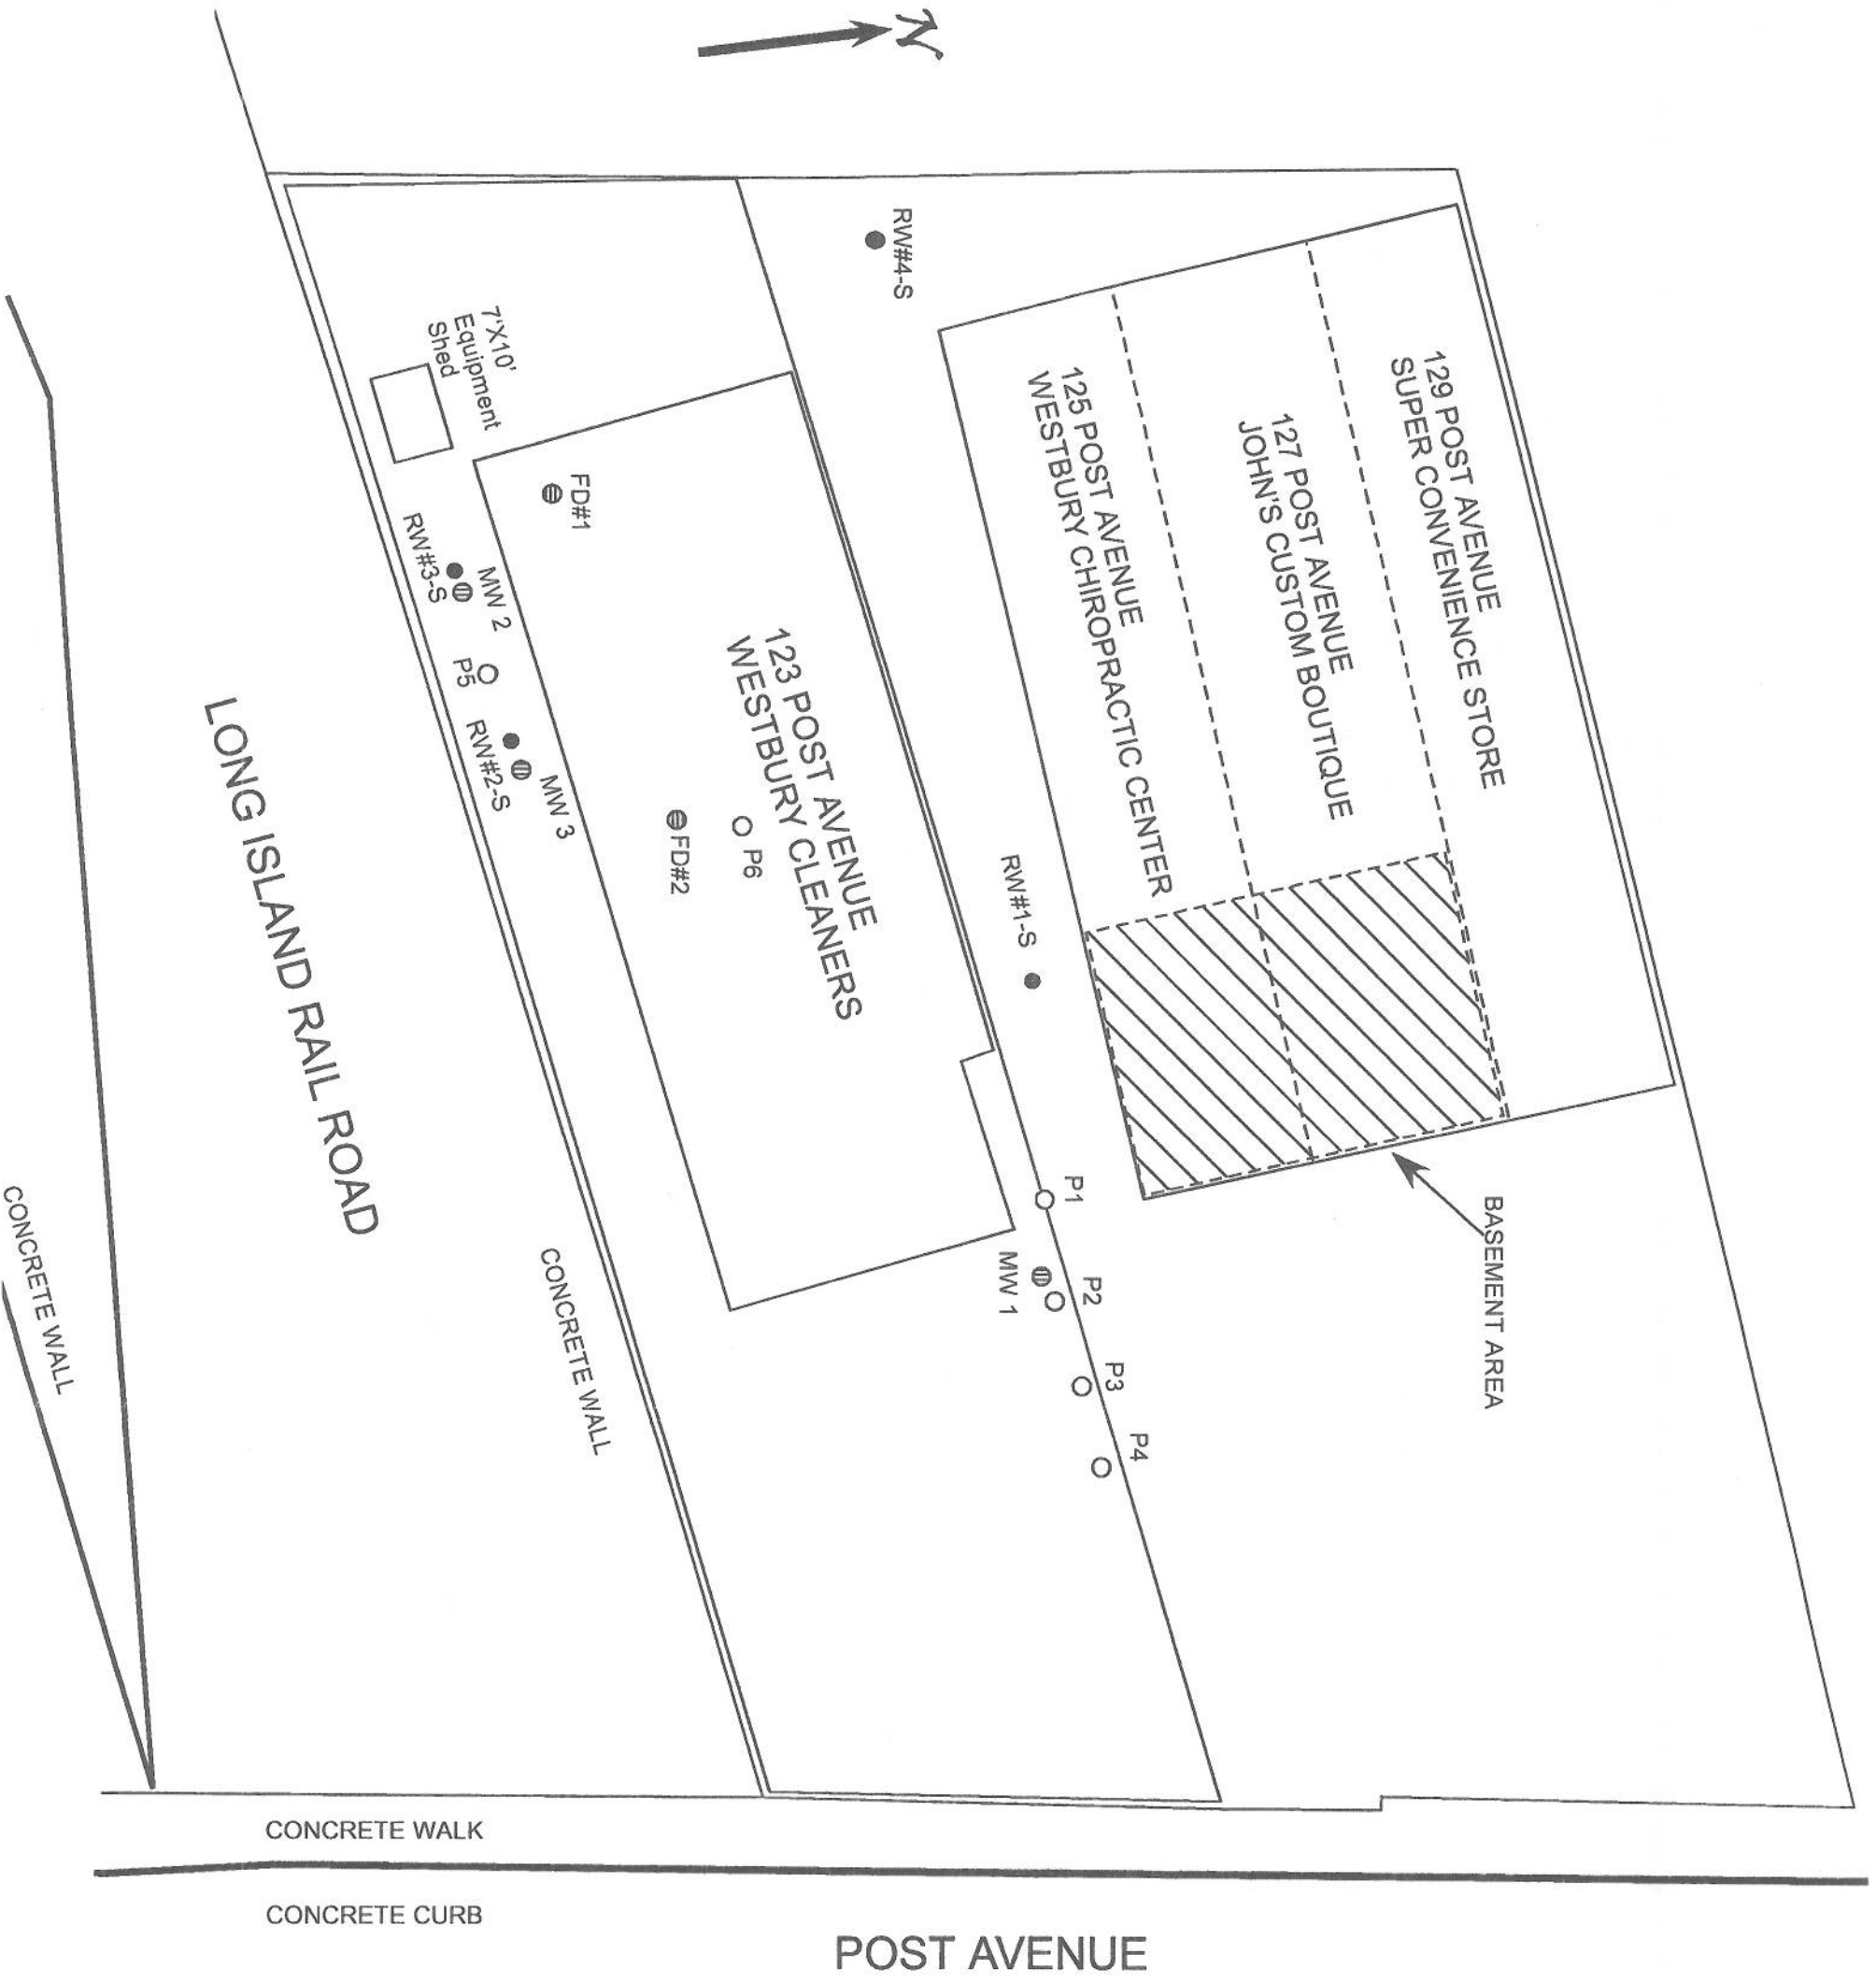 N
RW#4-S
129 POST AVENUE
SUPER CONVENIENCE STORE
127 POST AVENUE
JOHN'S CUSTOM BOUTIQUE
125 POST AVENUE
WESTBURY CHIROPRACTIC CENTER
7'X10'
Equipment
Shed
FD#1
RW#3-S
MW 2
P5
RW#2-S
MW 3
123 POST AVENUE
WESTBURY CLEANERS
P6
FD#2
RW#1-S
LONG ISLAND RAIL ROAD
P1
MW 1
P2
P3
P4
BASEMENT AREA
CONCRETE WALL
CONCRETE WALL
CONCRETE WALK
CONCRETE CURB
POST AVENUE